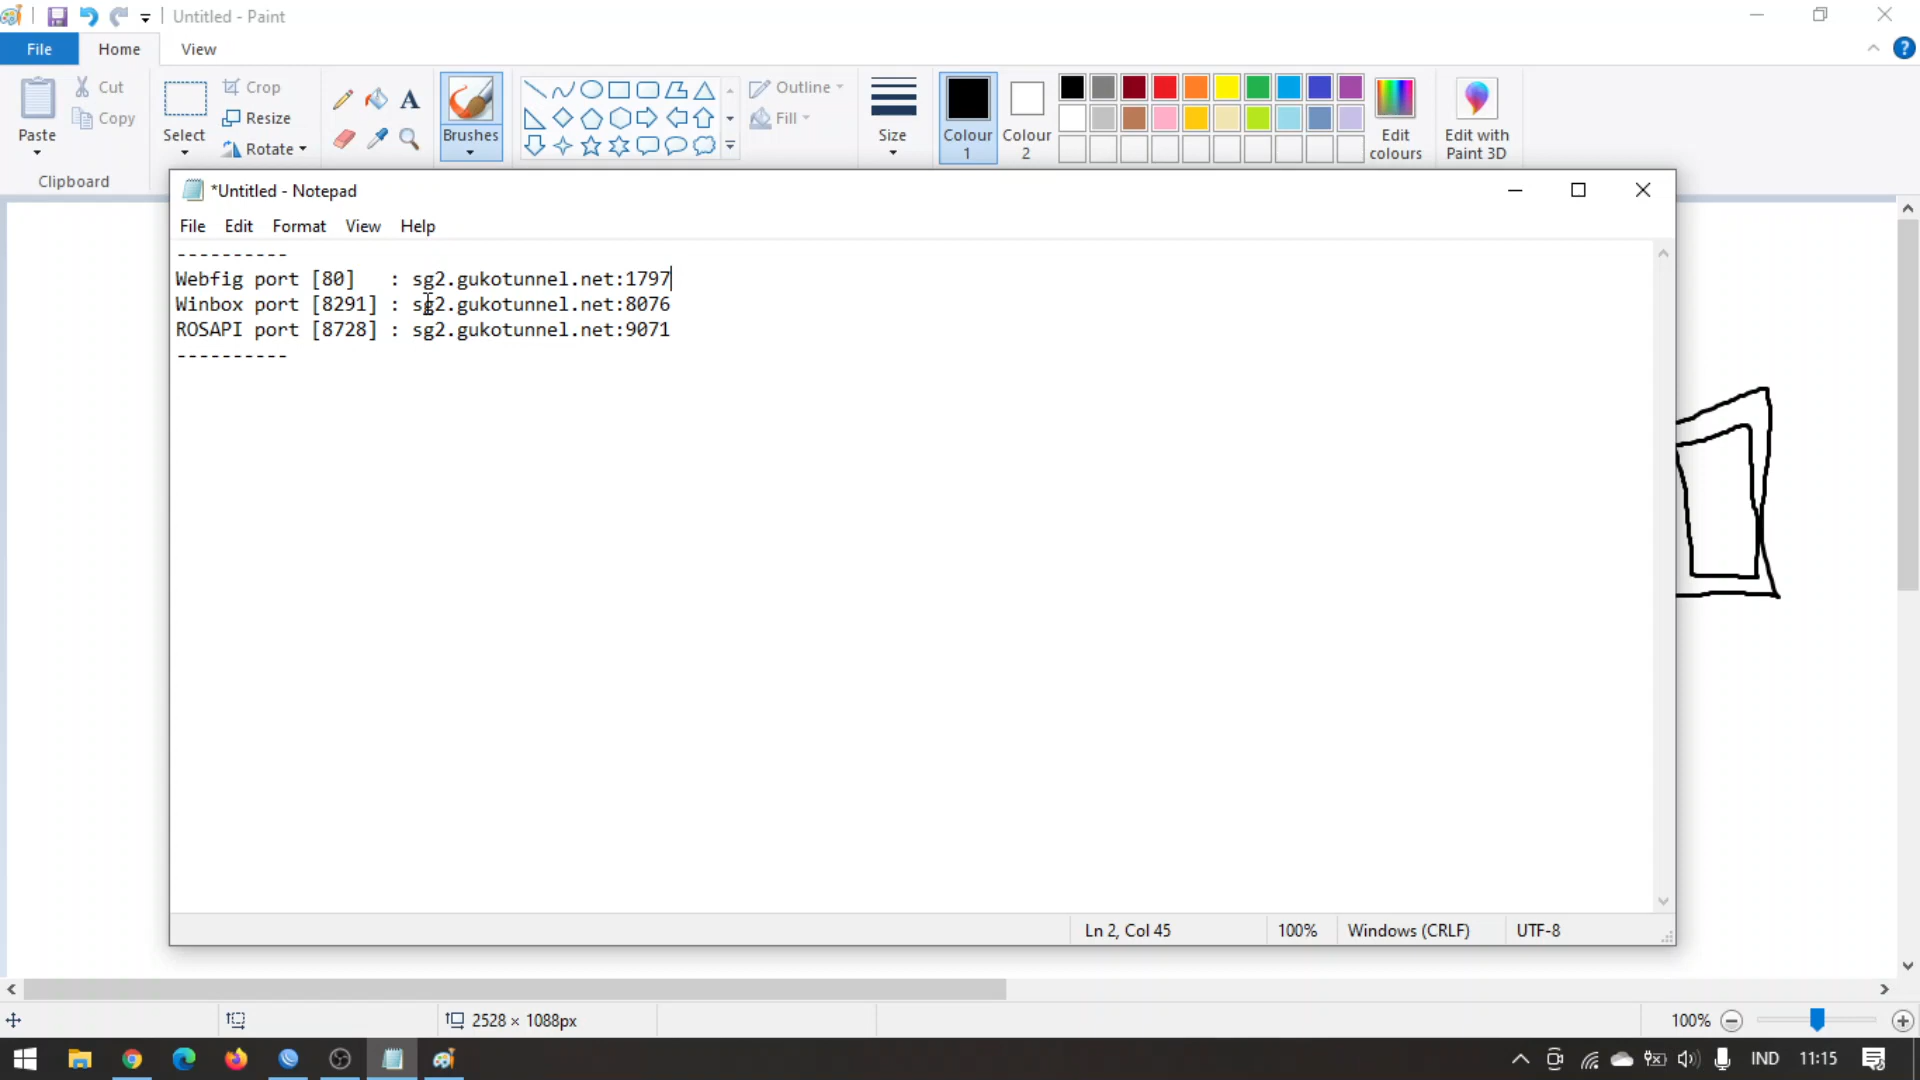 Untitled - Paint
File Home View
Paste
Cut
Copy
Clipboard
Select
Crop
Resize
Rotate
A
Brushes
Outline
Fill
Size
Colour 1
Colour 2
Edit colours
Edit with Paint 3D
*Untitled - Notepad
File Edit Format View Help
----------
Webfig port [80]   : sg2.gukotunnel.net:1797
Winbox port [8291] : sg2.gukotunnel.net:8076
ROSAPI port [8728] : sg2.gukotunnel.net:9071
----------
Ln 2, Col 45 100% Windows (CRLF) UTF-8
2528 × 1088px 100%
IND 11:15